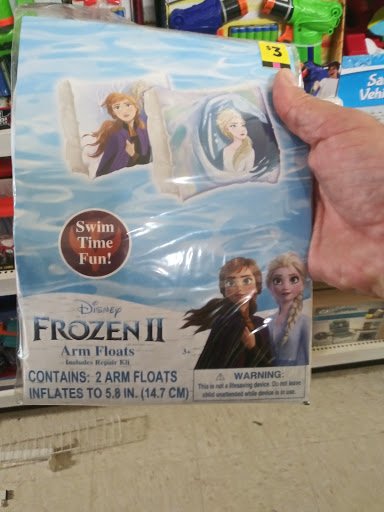 $3
Sa
Vehi
Swim
Time
Fun!
Disney
FROZEN II
Arm Floats
Includes Repair Kit
3+
CONTAINS: 2 ARM FLOATS
INFLATES TO 5.8 IN. (14.7 CM)
⚠ WARNING:
This is not a lifesaving device. Do not leave
child unattended while device is in use.